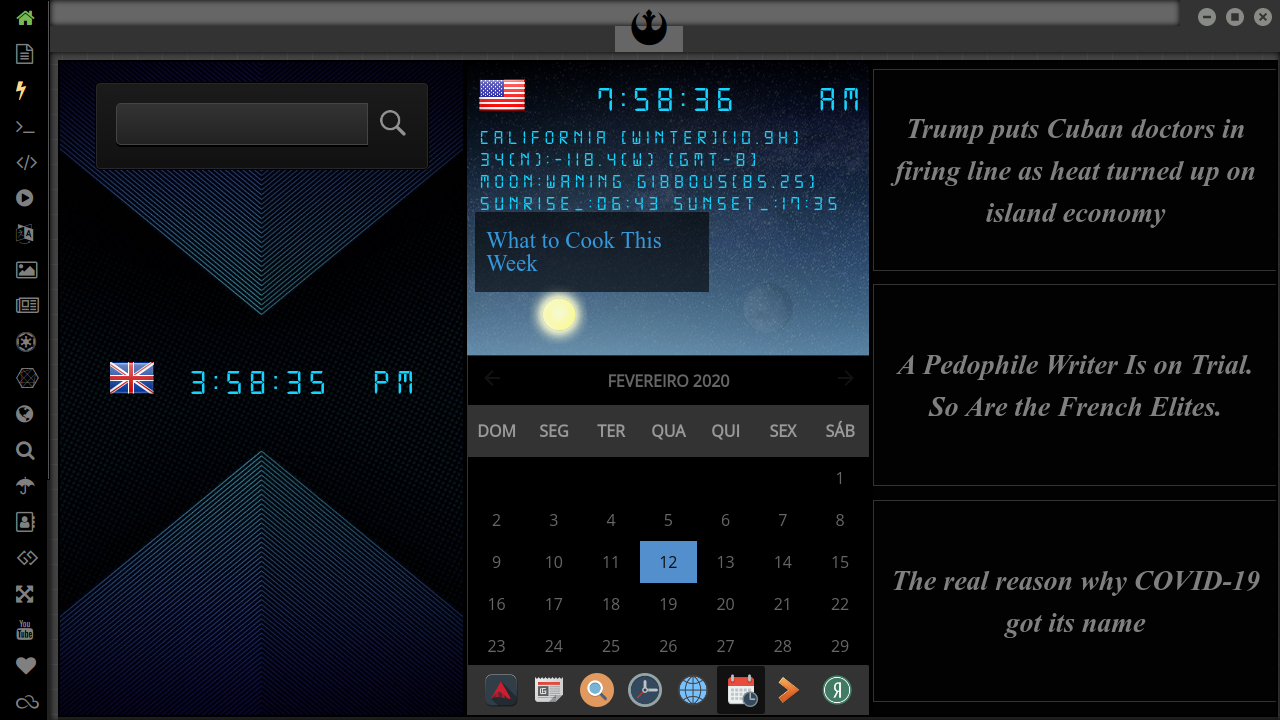 7:58:36 AM
CALIFORNIA (WINTER)(10.9H)
34(N):-118.4(W) (GMT-8)
MOON:WANING GIBBOUS(85.25)
SUNRISE_:06:43 SUNSET_:17:35
What to Cook This
Week
3:58:35 PM
FEVEREIRO 2020
DOM SEG TER QUA QUI SEX SÁB
1
2 3 4 5 6 7 8
9 10 11 12 13 14 15
16 17 18 19 20 21 22
23 24 25 26 27 28 29
Trump puts Cuban doctors in
firing line as heat turned up on
island economy
A Pedophile Writer Is on Trial.
So Are the French Elites.
The real reason why COVID-19
got its name
You
Tube
Я